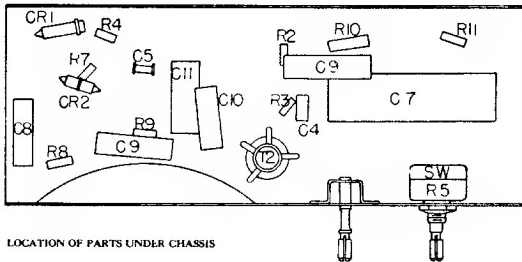 CR1
R4
R7
CR2
C5
C11
C10
R2
R10
R11
C9
C7
R3
C4
C8
R9
C9
R8
T2
SW
R5
LOCATION OF PARTS UNDER CHASSIS